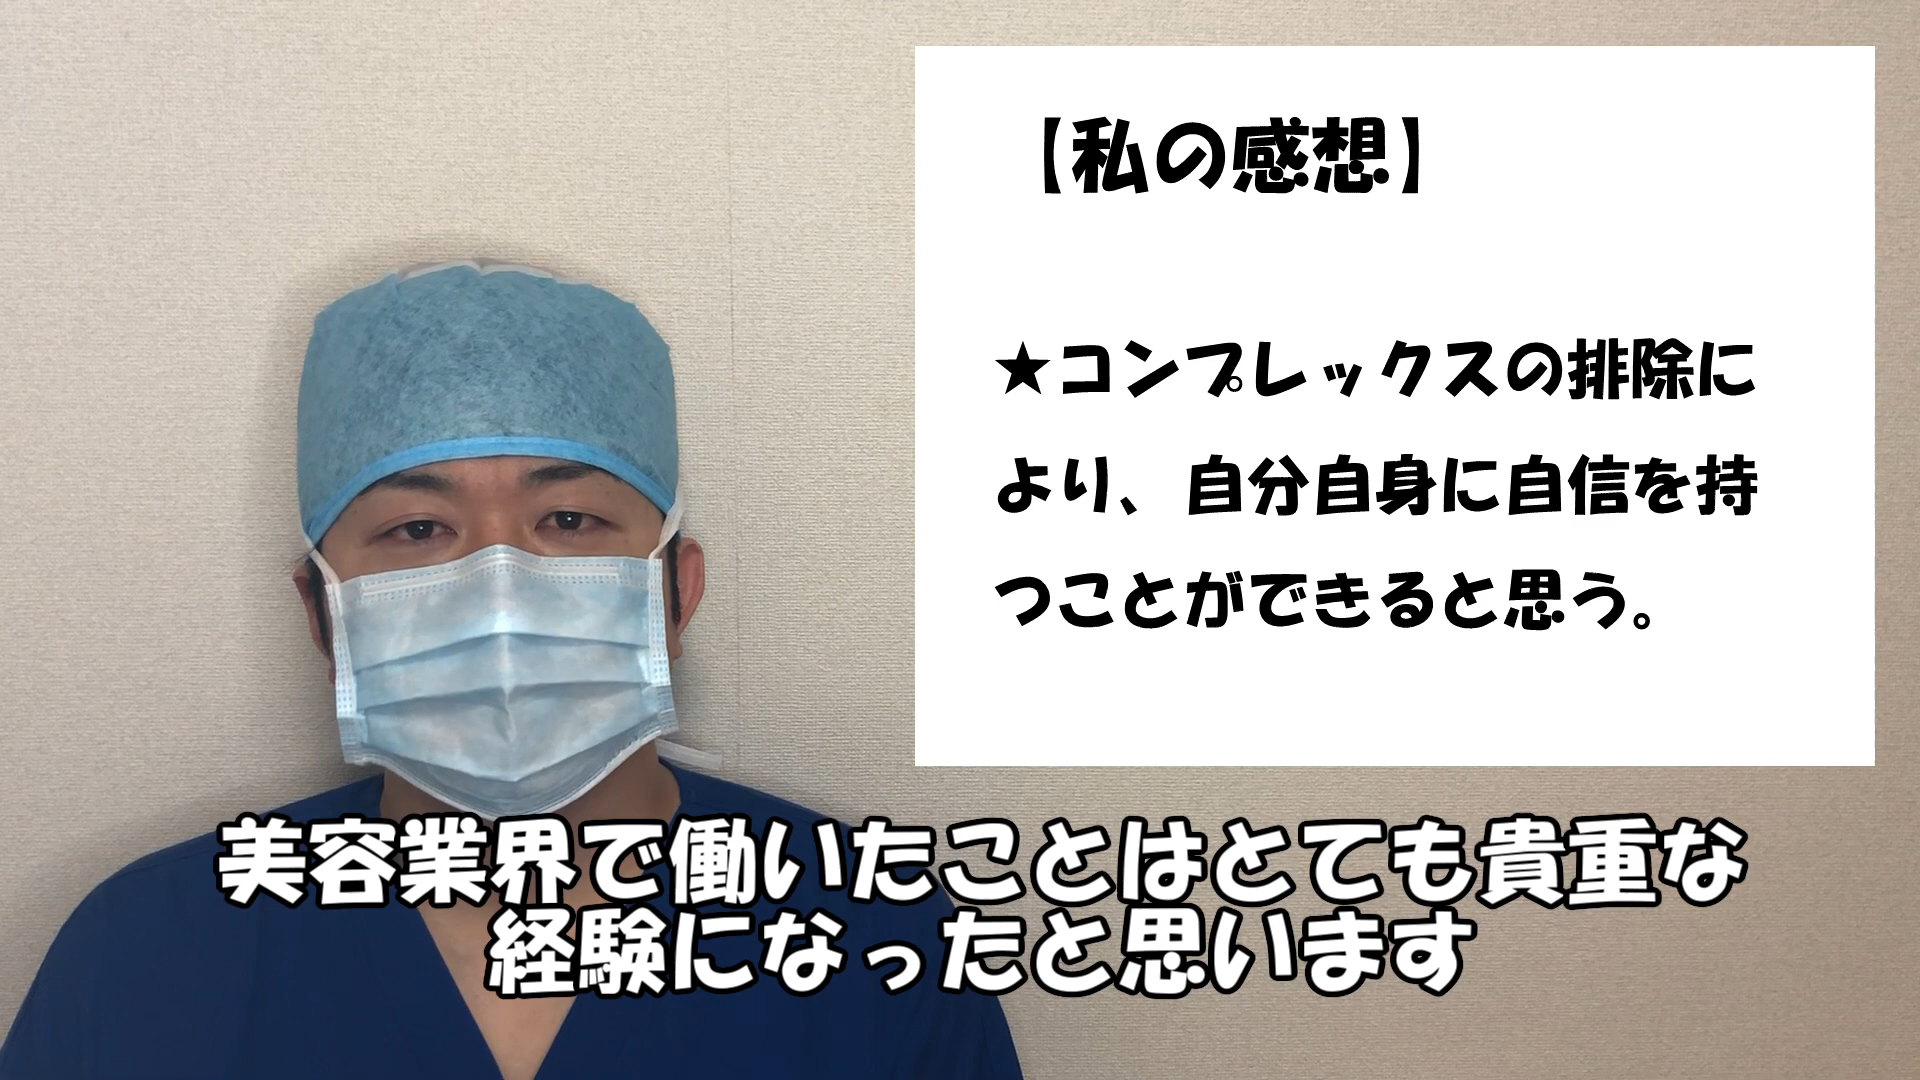 【私の感想】
★コンプレックスの排除に
より、自分自身に自信を持
つことができると思う。
美容業界で働いたことはとても貴重な
経験になったと思います